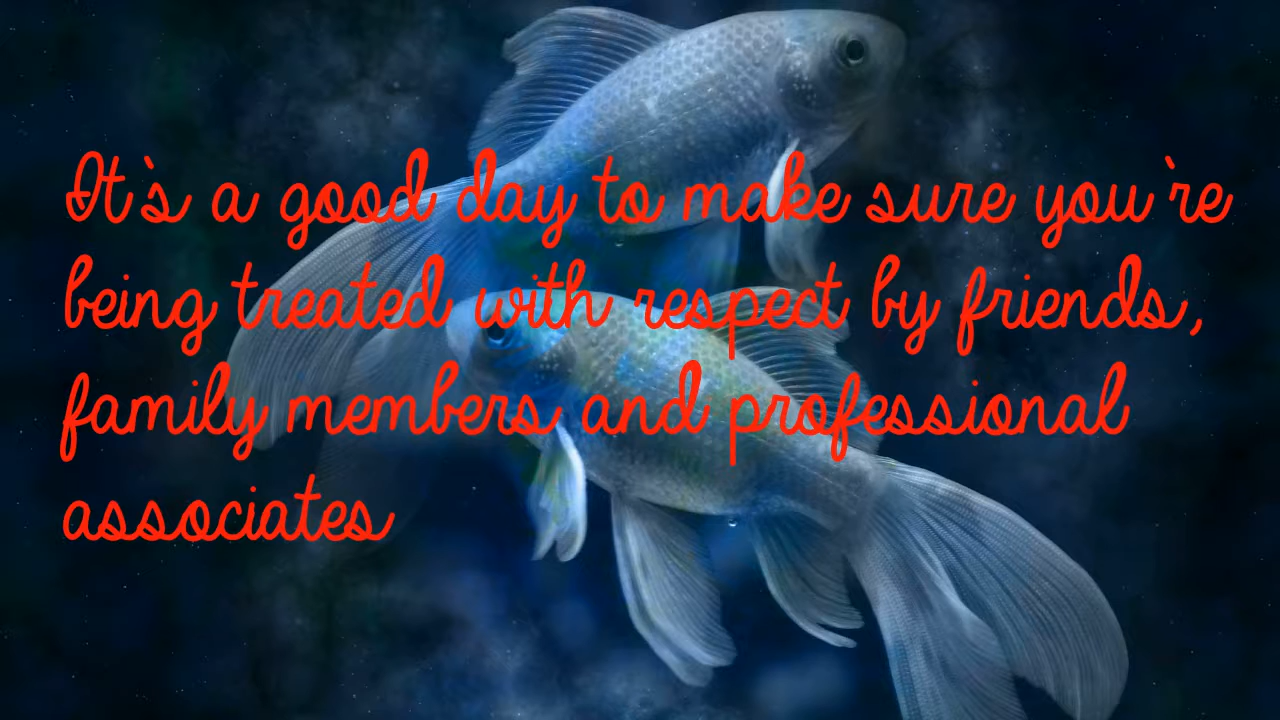 It's a good day to make sure you're
being treated with respect by friends,
family members and professional
associates